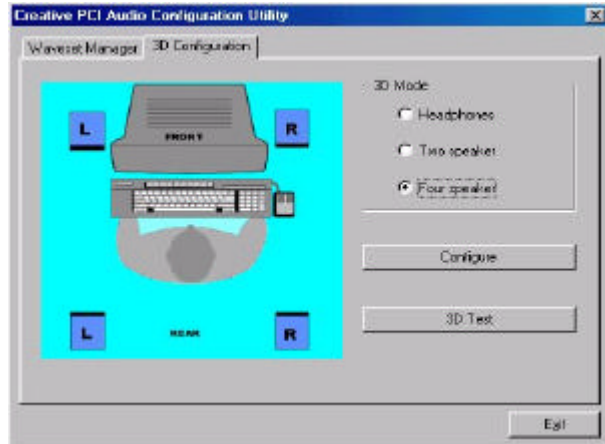 Creative PCI Audio Configuration Utility
Waveset Manager
3D Configuration
L
FRONT
R
3D Mode
Headphones
Two speaker
Four speaker
Configure
3D Test
L
REAR
R
Exit